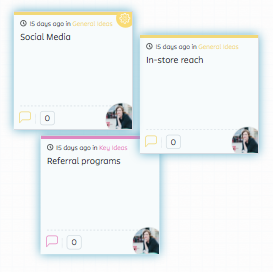 15 days ago in General ideas
Social Media
0
15 days ago in General ideas
In-store reach
0
15 days ago in Key Ideas
Referral programs
0